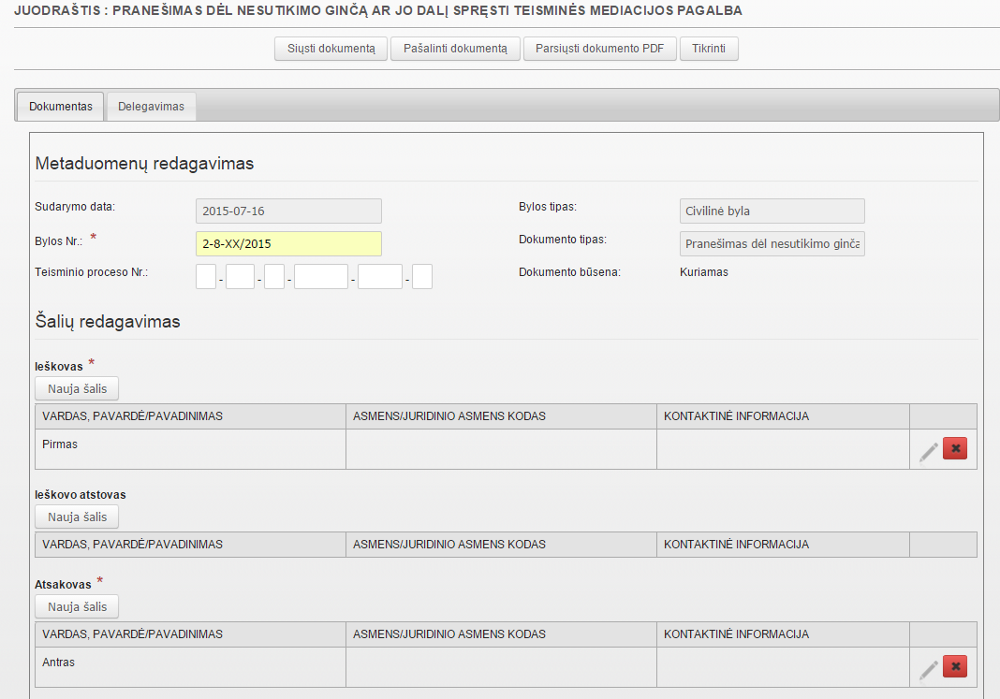 JUODRAŠTIS : PRANEŠIMAS DĖL NESUTIKIMO GINČĄ AR JO DALĮ SPRĘSTI TEISMINĖS MEDIACIJOS PAGALBA
Siųsti dokumentą Pašalinti dokumentą Parsiųsti dokumento PDF Tikrinti
Dokumentas Delegavimas
Metaduomenų redagavimas
Sudarymo data: 2015-07-16 Bylos tipas: Civilinė byla
Bylos Nr.: * 2-8-XX/2015 Dokumento tipas: Pranešimas dėl nesutikimo ginča
Teisminio proceso Nr.: - - - - - Dokumento būsena: Kuriamas
Šalių redagavimas
Ieškovas *
Nauja šalis
VARDAS, PAVARDĖ/PAVADINIMAS ASMENS/JURIDINIO ASMENS KODAS KONTAKTINĖ INFORMACIJA
Pirmas
Ieškovo atstovas
Nauja šalis
VARDAS, PAVARDĖ/PAVADINIMAS ASMENS/JURIDINIO ASMENS KODAS KONTAKTINĖ INFORMACIJA
Atsakovas *
Nauja šalis
VARDAS, PAVARDĖ/PAVADINIMAS ASMENS/JURIDINIO ASMENS KODAS KONTAKTINĖ INFORMACIJA
Antras